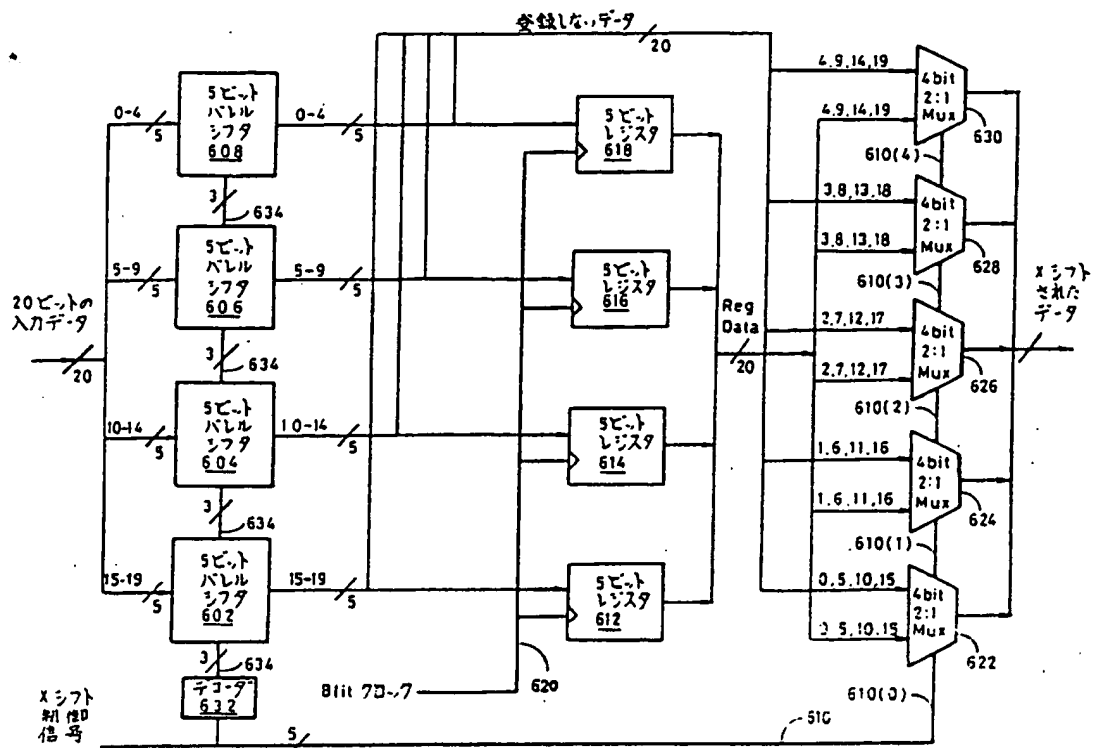 登録しないデータ
20
5ビット
バレル
シフタ
608
0-4
5
0-4
5
5ビット
レジスタ
618
4.9.14.19
4.9.14.19
4bit
2:1
Mux
630
610(4)
3
634
5ビット
バレル
シフタ
606
5-9
5
5-9
5
5ビット
レジスタ
616
3.8.13.18
3.8.13.18
4bit
2:1
Mux
628
610(3)
20ビットの
入力データ
20
3
634
Reg
Data
20
2.7.12.17
2.7.12.17
4bit
2:1
Mux
626
610(2)
Xシフト
された
データ
5ビット
バレル
シフタ
604
10-14
5
10-14
5
5ビット
レジスタ
614
1.6.11.16
1.6.11.16
4bit
2:1
Mux
624
610(1)
3
634
5ビット
バレル
シフタ
602
15-19
5
15-19
5
5ビット
レジスタ
612
0.5.10.15
0.5.10.15
4bit
2:1
Mux
622
610(0)
3
634
デコーダ
632
Blit クロック
620
Xシフト
制御
信号
5
610